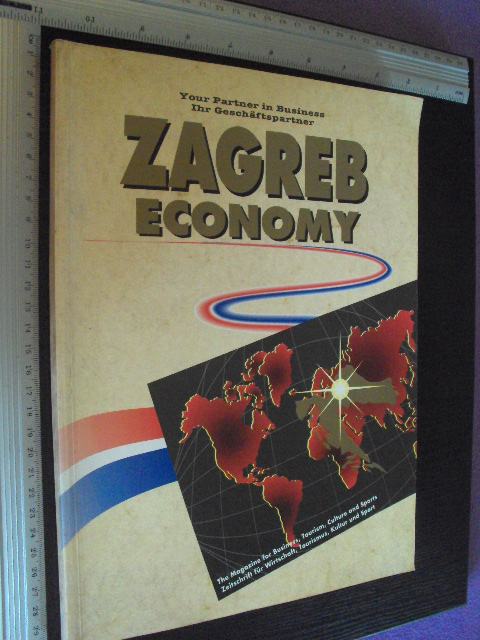 Your Partner in Business
Ihr Geschäftspartner
ZAGREB
ECONOMY
The Magazine for Business, Tourism, Culture and Sports
Zeitschrift für Wirtschaft, Tourismus, Kultur und Sport